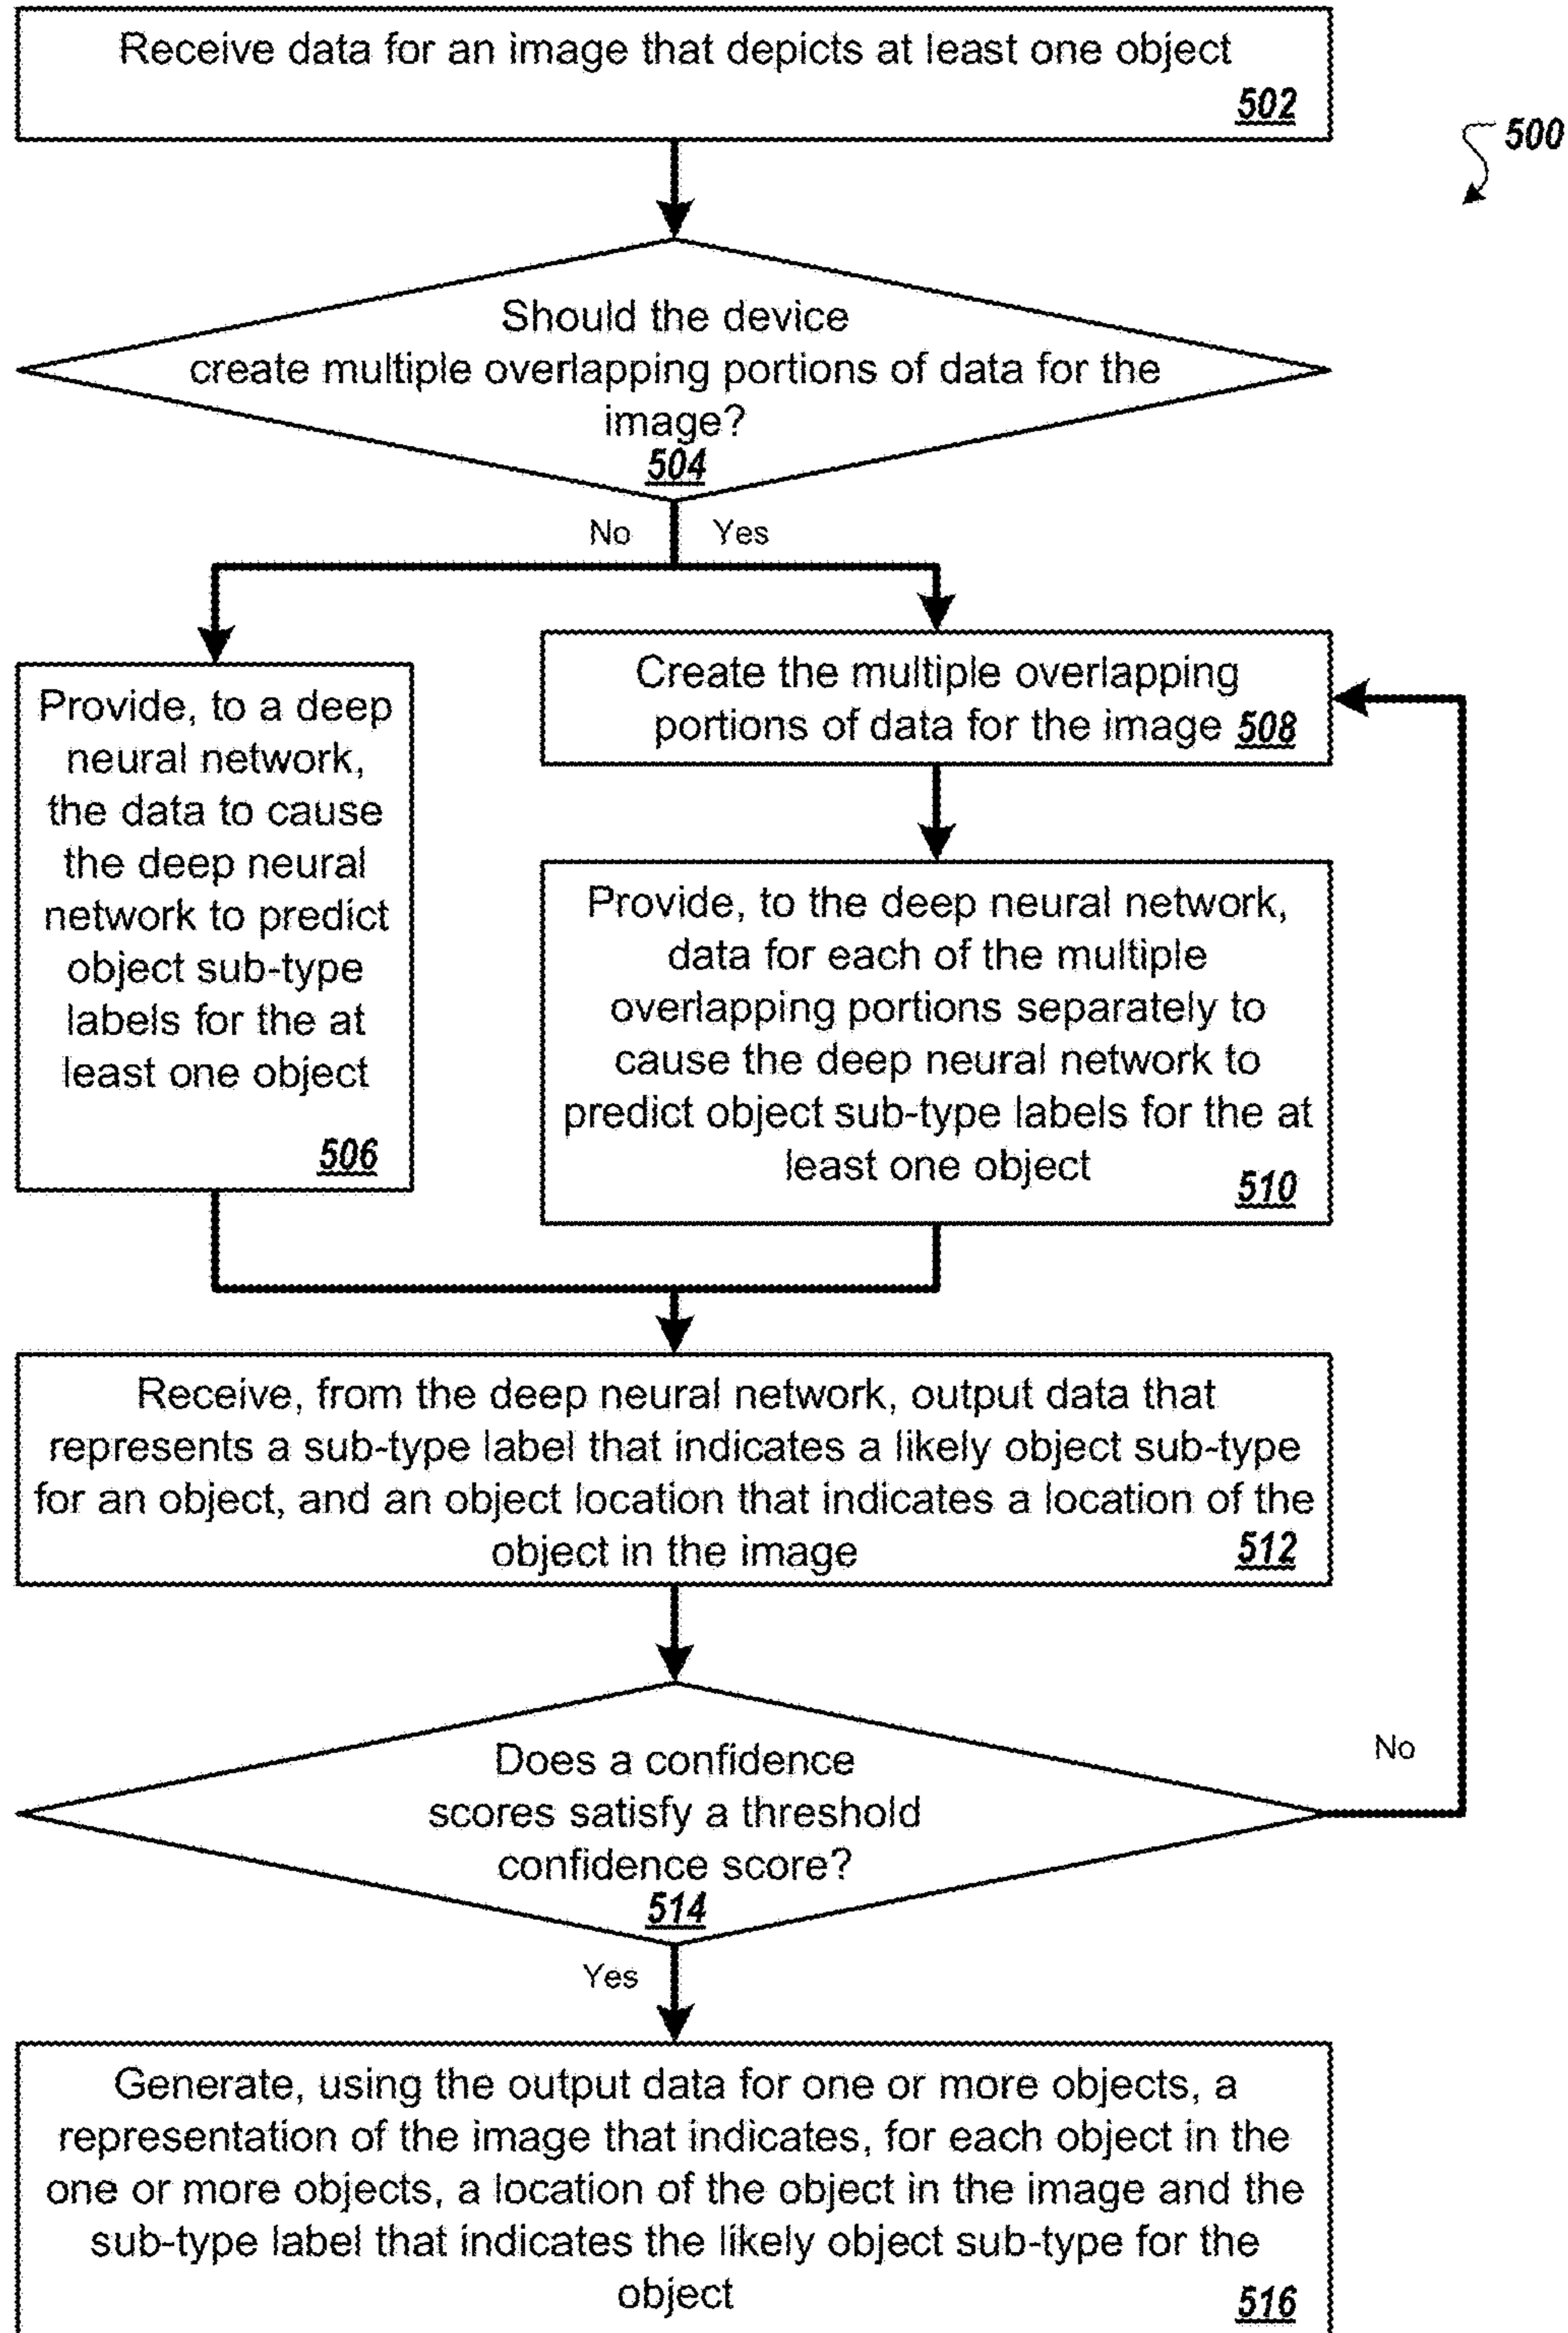 Receive data for an image that depicts at least one object
502
500
Should the device
create multiple overlapping portions of data for the
image?
504
No
Yes
Provide, to a deep
neural network,
the data to cause
the deep neural
network to predict
object sub-type
labels for the at
least one object
506
Create the multiple overlapping
portions of data for the image 508
Provide, to the deep neural network,
data for each of the multiple
overlapping portions separately to
cause the deep neural network to
predict object sub-type labels for the at
least one object
510
Receive, from the deep neural network, output data that
represents a sub-type label that indicates a likely object sub-type
for an object, and an object location that indicates a location of the
object in the image
512
Does a confidence
scores satisfy a threshold
confidence score?
514
No
Yes
Generate, using the output data for one or more objects, a
representation of the image that indicates, for each object in the
one or more objects, a location of the object in the image and the
sub-type label that indicates the likely object sub-type for the
object
516